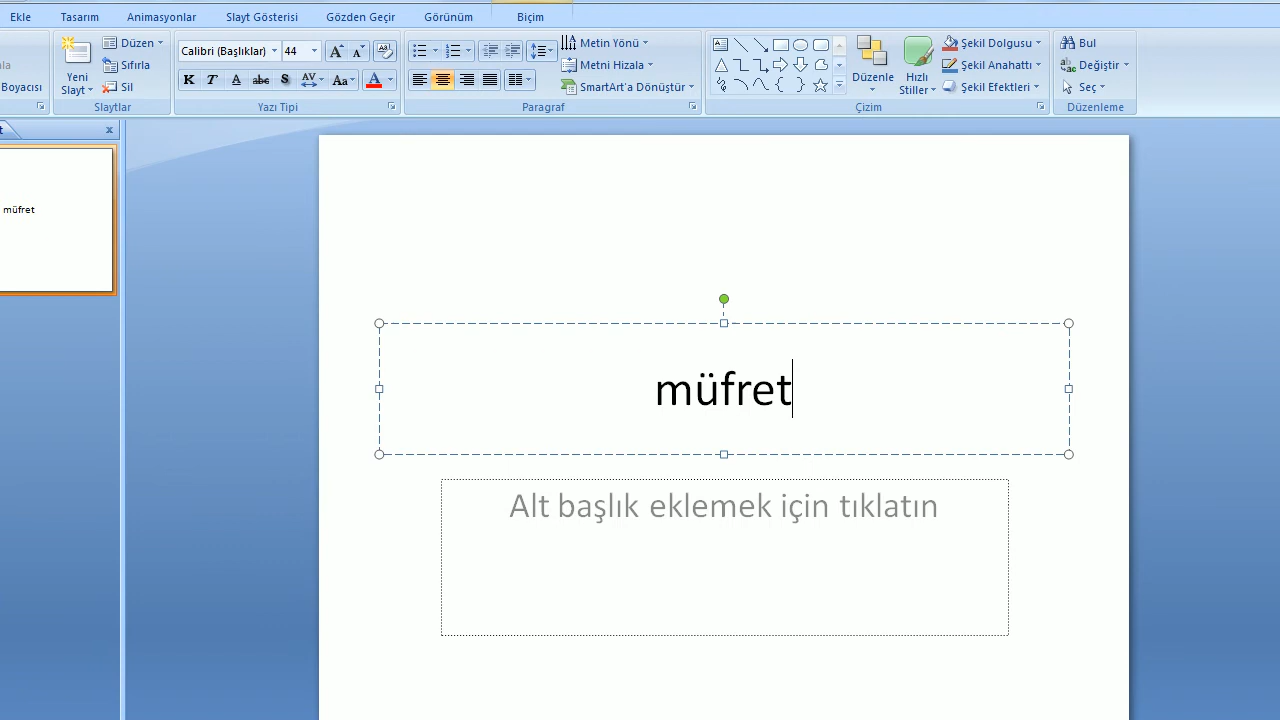 Ekle Tasarım Animasyonlar Slayt Gösterisi Gözden Geçir Görünüm Biçim
Boyacısı
Yeni Slayt
Düzen
Sıfırla
Sil
Slaytlar
Calibri (Başlıklar) 44
K T A abc S AV Aa A
Yazı Tipi
Metin Yönü
Metni Hizala
SmartArt'a Dönüştür
Paragraf
Düzenle
Hızlı Stiller
Şekil Dolgusu
Şekil Anahattı
Şekil Efektleri
Çizim
Bul
Değiştir
Seç
Düzenleme
müfret
müfret
Alt başlık eklemek için tıklatın